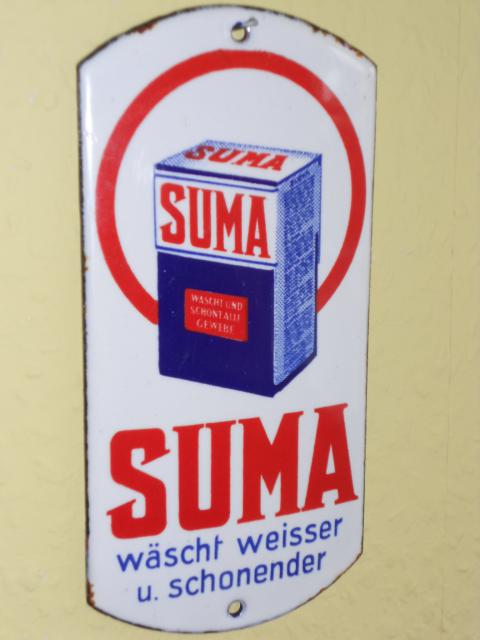 SUMA
SUMA
WÄSCHT UND
SCHONT ALLE
GEWEBE
SUMA
wäscht weisser
u. schonender